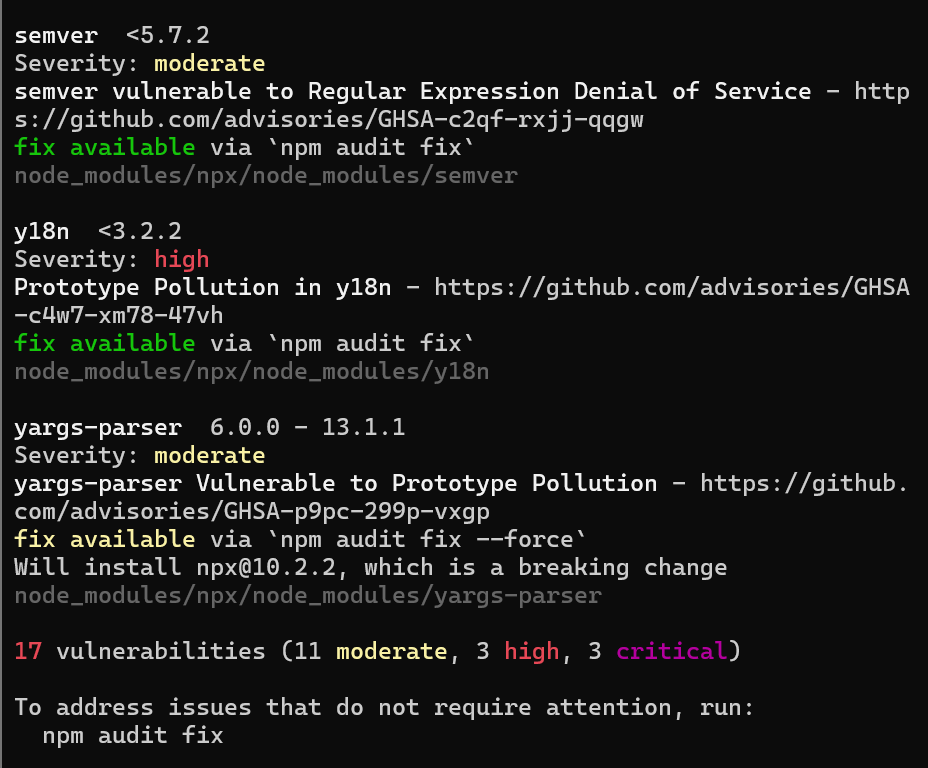 semver  <5.7.2
Severity: moderate
semver vulnerable to Regular Expression Denial of Service - http
s://github.com/advisories/GHSA-c2qf-rxjj-qqgw
fix available via `npm audit fix`
node_modules/npx/node_modules/semver
y18n  <3.2.2
Severity: high
Prototype Pollution in y18n - https://github.com/advisories/GHSA
-c4w7-xm78-47vh
fix available via `npm audit fix`
node_modules/npx/node_modules/y18n
yargs-parser  6.0.0 - 13.1.1
Severity: moderate
yargs-parser Vulnerable to Prototype Pollution - https://github.
com/advisories/GHSA-p9pc-299p-vxgp
fix available via `npm audit fix --force`
Will install npx@10.2.2, which is a breaking change
node_modules/npx/node_modules/yargs-parser
17 vulnerabilities (11 moderate, 3 high, 3 critical)
To address issues that do not require attention, run:
  npm audit fix